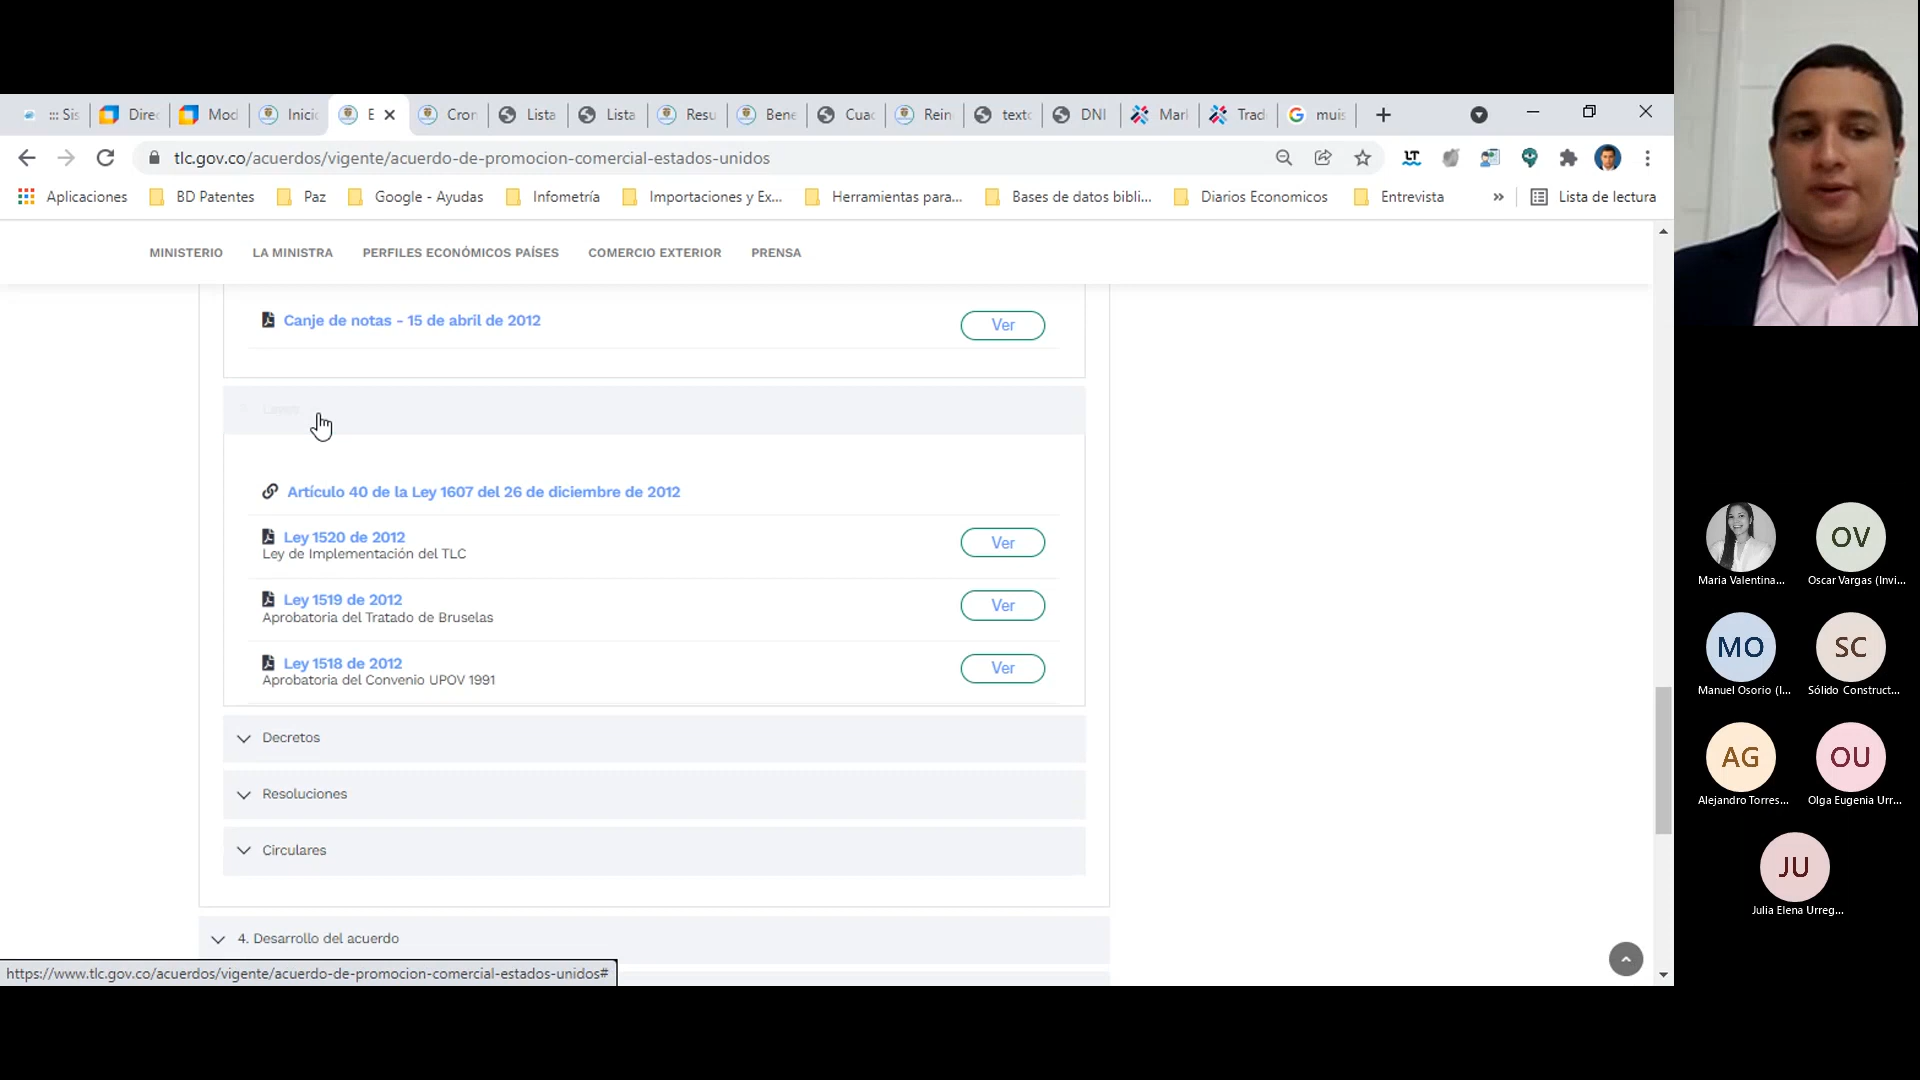 ::: Sis
Dire
Mod
Inici
E
Cron
Lista
Lista
Resu
Bene
Cuad
Rein
texto
DNI
Mark
Trad
muis
tlc.gov.co/acuerdos/vigente/acuerdo-de-promocion-comercial-estados-unidos
Aplicaciones
BD Patentes
Paz
Google - Ayudas
Infometría
Importaciones y Ex...
Herramientas para...
Bases de datos bibli...
Diarios Economicos
Entrevista
»
Lista de lectura
MINISTERIO
LA MINISTRA
PERFILES ECONÓMICOS PAÍSES
COMERCIO EXTERIOR
PRENSA
Canje de notas - 15 de abril de 2012
Ver
Leyes
Artículo 40 de la Ley 1607 del 26 de diciembre de 2012
Ley 1520 de 2012
Ley de Implementación del TLC
Ver
Ley 1519 de 2012
Aprobatoria del Tratado de Bruselas
Ver
Ley 1518 de 2012
Aprobatoria del Convenio UPOV 1991
Ver
Decretos
Resoluciones
Circulares
4. Desarrollo del acuerdo
https://www.tlc.gov.co/acuerdos/vigente/acuerdo-de-promocion-comercial-estados-unidos#
Maria Valentina...
OV
Oscar Vargas (Invi...
MO
Manuel Osorio (I...
SC
Sólido Construct...
AG
Alejandro Torres...
OU
Olga Eugenia Urr...
JU
Julia Elena Urreg...